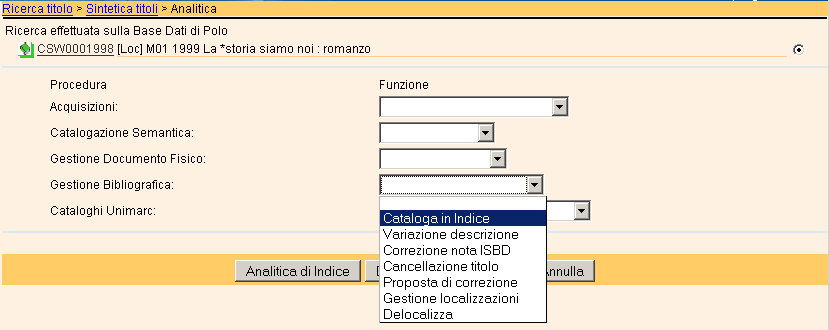 Ricerca titolo > Sintetica titoli > Analitica
Ricerca effettuata sulla Base Dati di Polo
CSW0001998 [Loc] M01 1999 La *storia siamo noi : romanzo
Procedura Funzione
Acquisizioni:
Catalogazione Semantica:
Gestione Documento Fisico:
Gestione Bibliografica:
Cataloghi Unimarc:
Cataloga in Indice
Variazione descrizione
Correzione nota ISBD
Cancellazione titolo
Proposta di correzione
Gestione localizzazioni
Delocalizza
Analitica di Indice nnulla